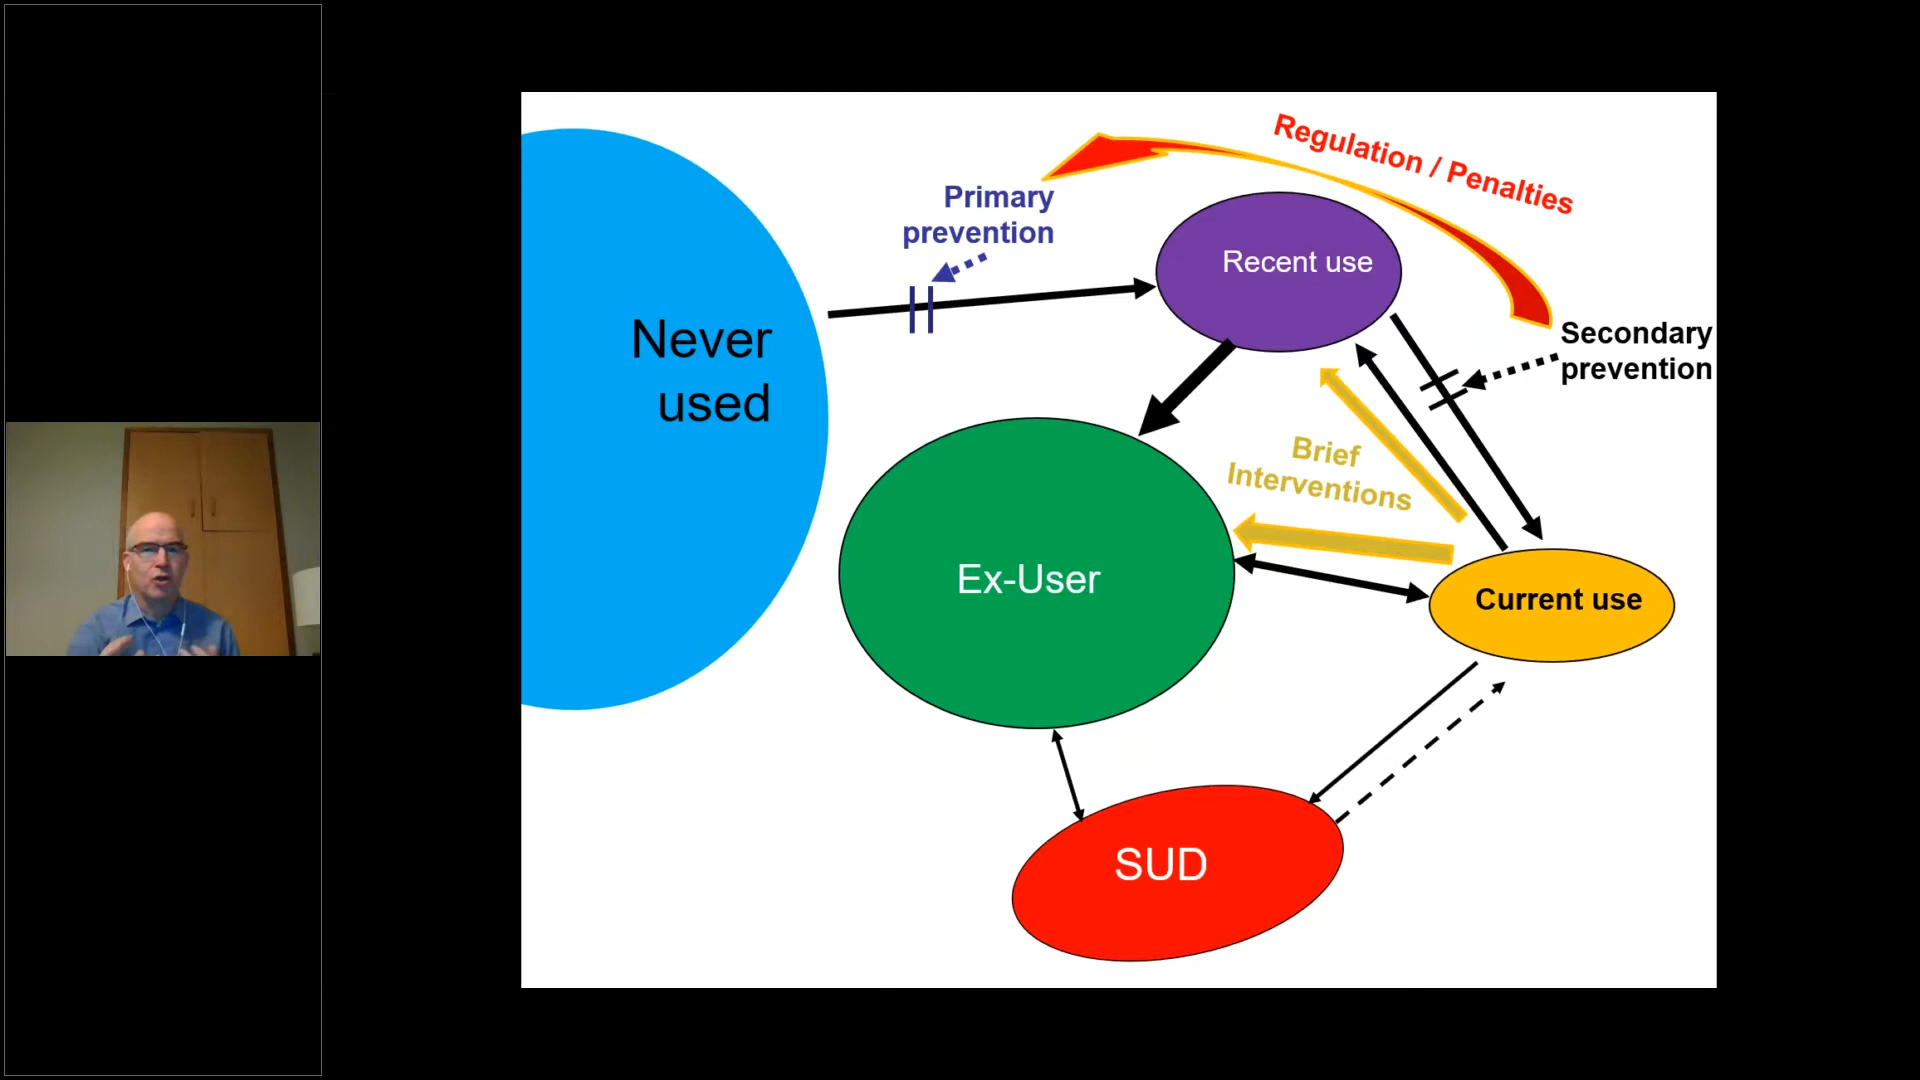 Regulation / Penalties
Primary
prevention
Recent use
Never
used
Secondary
prevention
Brief
Interventions
Ex-User
Current use
SUD